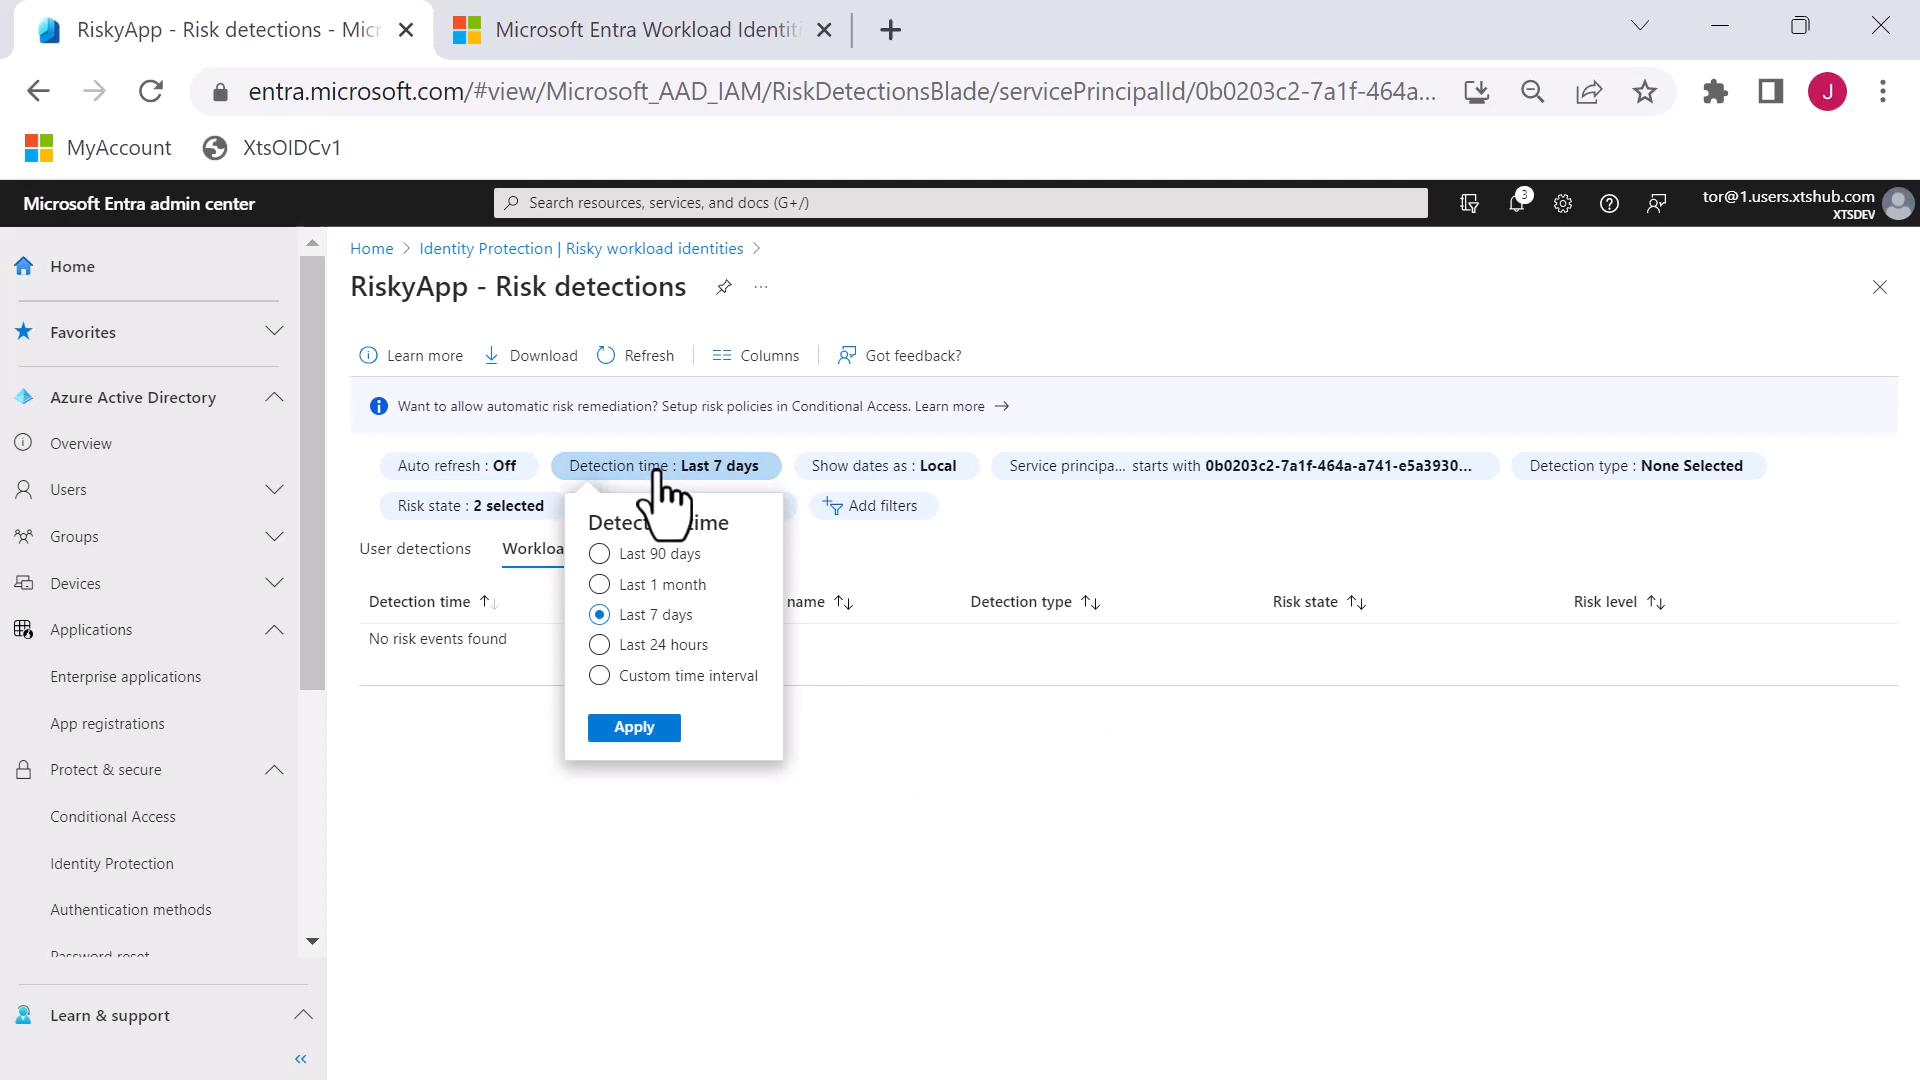 RiskyApp - Risk detections - Micr
Microsoft Entra Workload Identiti
entra.microsoft.com/#view/Microsoft_AAD_IAM/RiskDetectionsBlade/servicePrincipalId/0b0203c2-7a1f-464a...
J
MyAccount
XtsOIDCv1
Microsoft Entra admin center
Search resources, services, and docs (G+/)
3
tor@1.users.xtshub.com
XTSDEV
Home
Favorites
Azure Active Directory
Overview
Users
Groups
Devices
Applications
Enterprise applications
App registrations
Protect & secure
Conditional Access
Identity Protection
Authentication methods
Password reset
Learn & support
Home > Identity Protection | Risky workload identities >
RiskyApp - Risk detections
Learn more
Download
Refresh
Columns
Got feedback?
Want to allow automatic risk remediation? Setup risk policies in Conditional Access. Learn more →
Auto refresh : Off
Detection time : Last 7 days
Show dates as : Local
Service principa... starts with 0b0203c2-7a1f-464a-a741-e5a3930...
Detection type : None Selected
Risk state : 2 selected
Add filters
User detections
Workloa
Detection time
name
Detection type
Risk state
Risk level
No risk events found
Detec ime
Last 90 days
Last 1 month
Last 7 days
Last 24 hours
Custom time interval
Apply